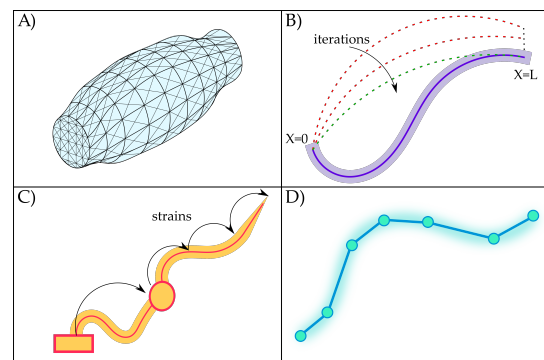 A)
B)
iterations
X=L
X=0
C)
strains
D)